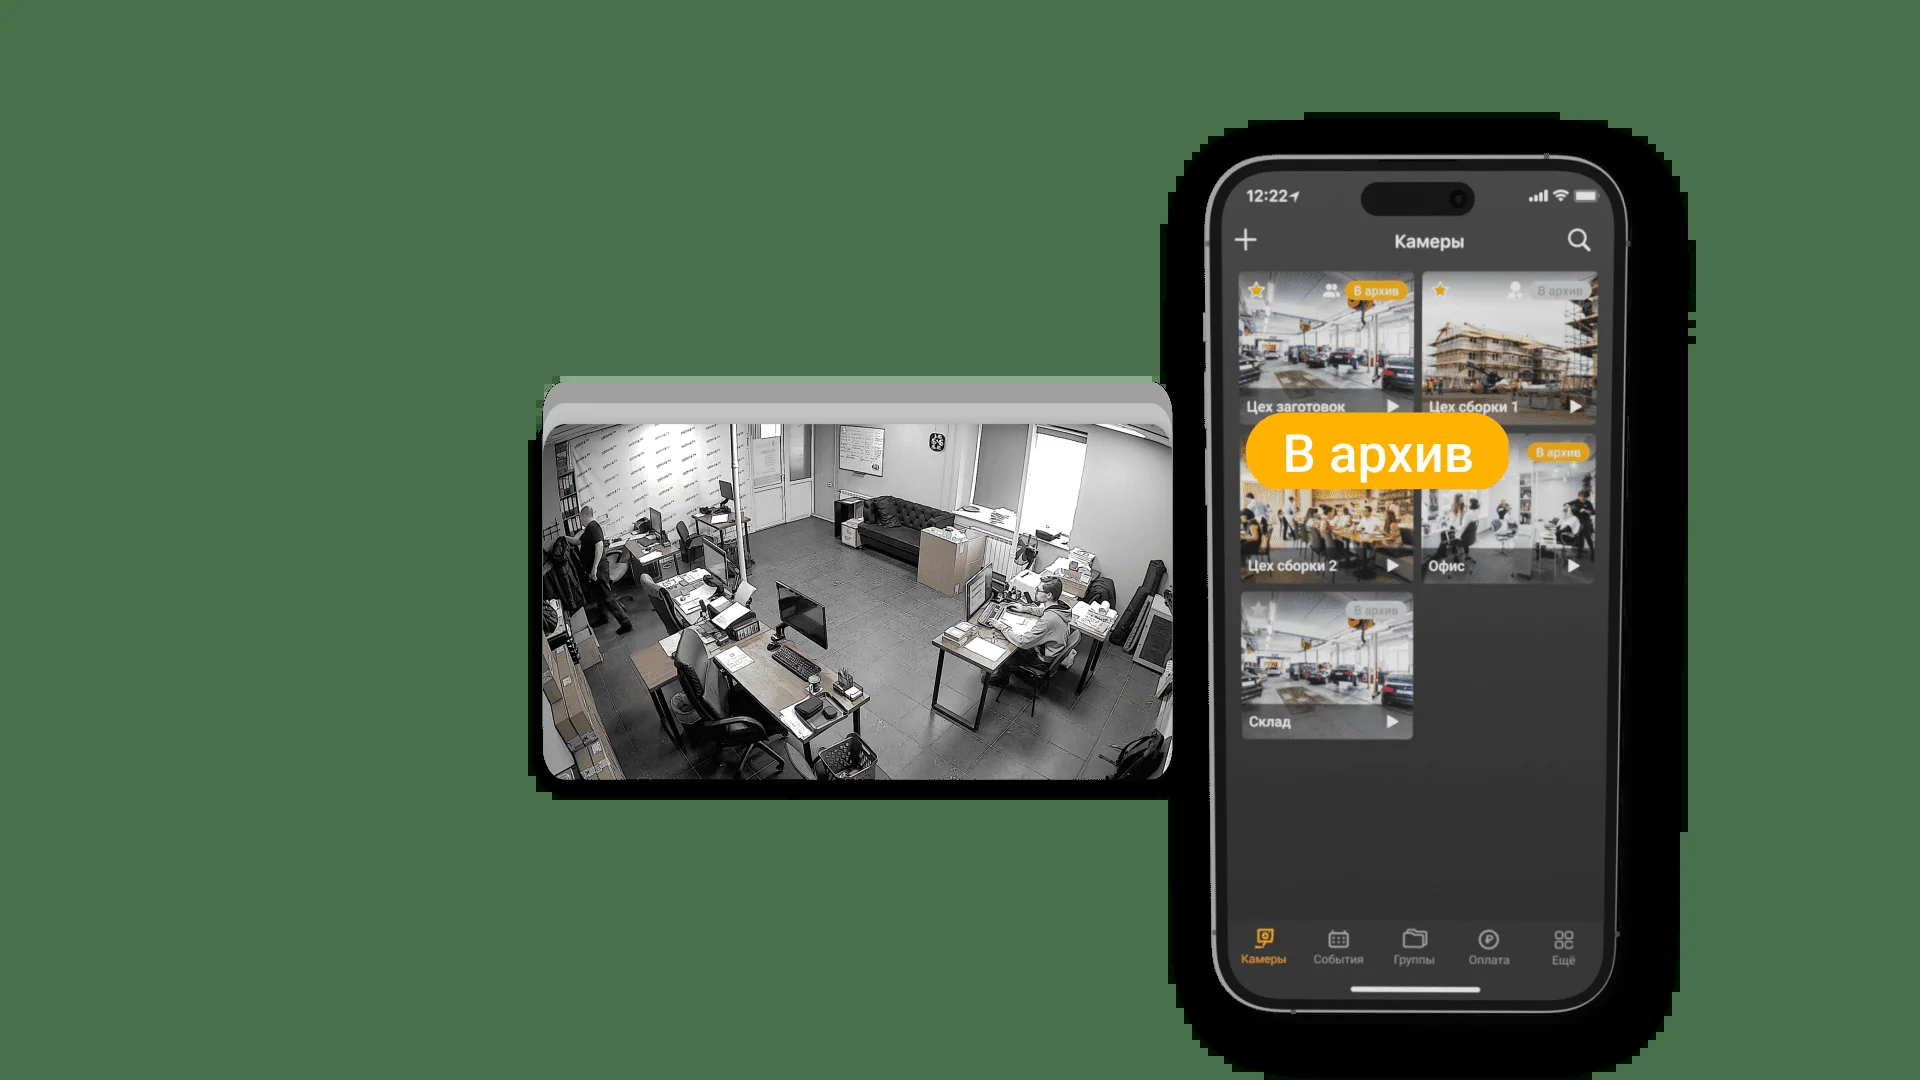 12:22
Камеры
В архив
В архив
Цех заготовок
Цех сборки 1
В архив
В архив
Цех сборки 2
Офис
В архив
Склад
Камеры
События
Группы
Оплата
Ещё